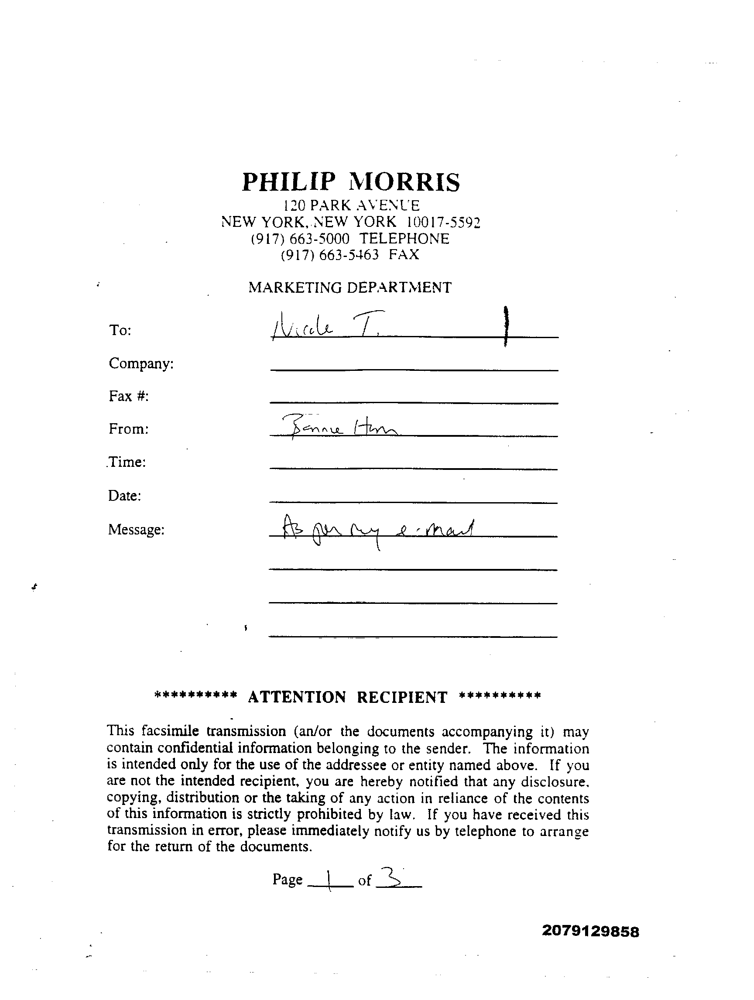 PHILIP MORRIS
120 PARK AVENUE
NEW YORK, NEW YORK 10017-5592
(917) 663-5000 TELEPHONE
(917) 663-5463 FAX
MARKETING DEPARTMENT
To: Nicole T.
Company:
Fax #:
From: Bonnie
Time:
Date:
Message: As per my e-mail
********** ATTENTION RECIPIENT **********
This facsimile transmission (an/or the documents accompanying it) may
contain confidential information belonging to the sender. The information
is intended only for the use of the addressee or entity named above. If you
are not the intended recipient, you are hereby notified that any disclosure,
copying, distribution or the taking of any action in reliance of the contents
of this information is strictly prohibited by law. If you have received this
transmission in error, please immediately notify us by telephone to arrange
for the return of the documents.
Page 1 of 3
2079129858